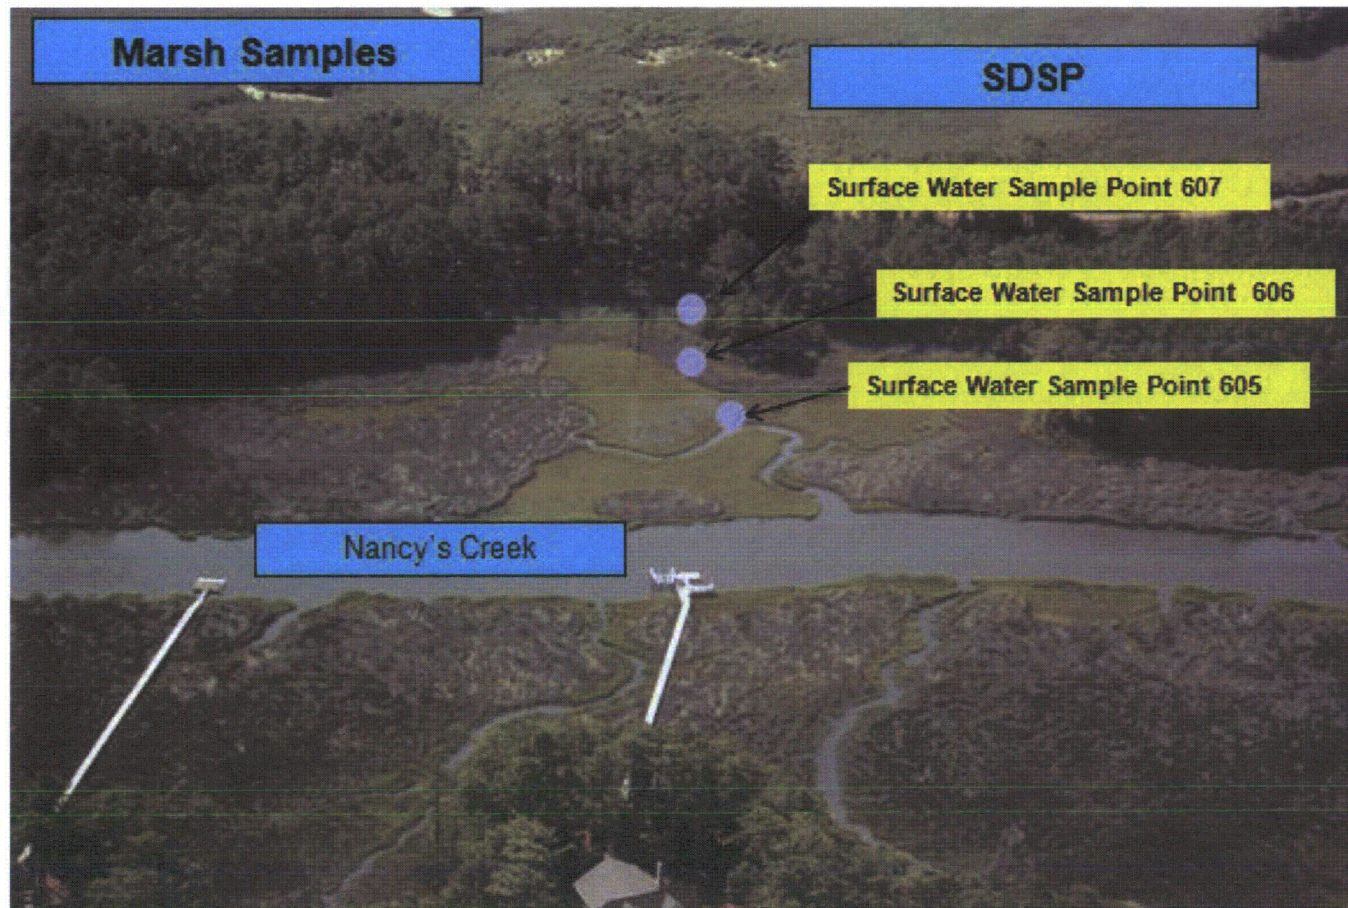 Marsh Samples
SDSP
Surface Water Sample Point 607
Surface Water Sample Point 606
Surface Water Sample Point 605
Nancy's Creek